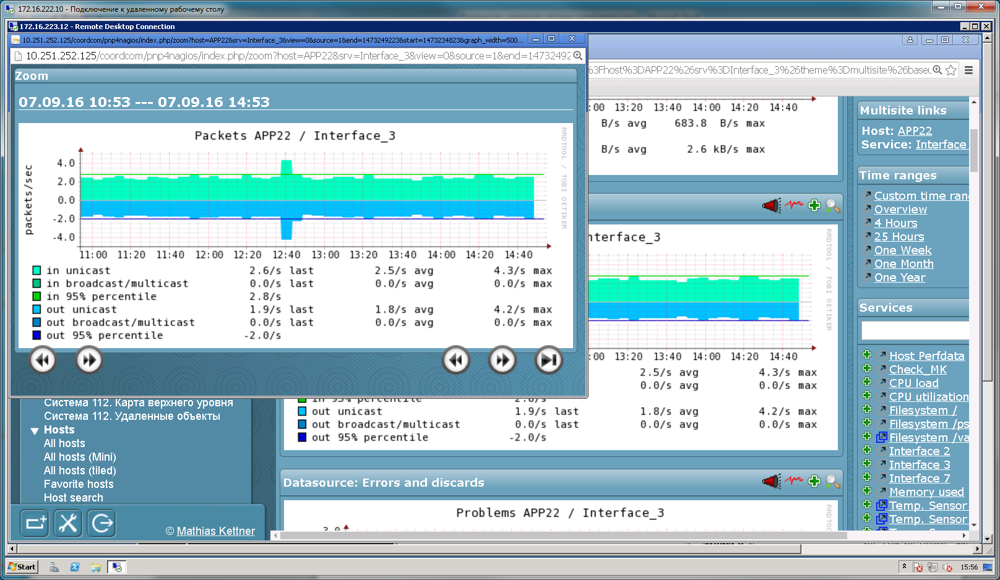 172.16.222.10 - Подключение к удаленному рабочему столу
172.16.223.12 - Remote Desktop Connection
10.251.252.125/coordcom/pnp4nagios/index.php/zoom?host=APP22&srv=Interface_3&view=0&source=1&end=1473249223&start=1473234823&graph_width=500...
10.251.252.125/coordcom/pnp4nagios/index.php/zoom?host=APP22&srv=Interface_3&view=0&source=1&end=14732492
%3Fhost%3DAPP22%26srv%3DInterface_3%26theme%3Dmultisite%26baseu
Zoom
07.09.16 10:53 --- 07.09.16 14:53
Packets APP22 / Interface_3
RRDTOOL / TOBI OETIKER
packets/sec
4.0
2.0
0.0
-2.0
-4.0
11:00 11:20 11:40 12:00 12:20 12:40 13:00 13:20 13:40 14:00 14:20 14:40
in unicast 2.6/s last 2.5/s avg 4.3/s max
in broadcast/multicast 0.0/s last 0.0/s avg 0.0/s max
in 95% percentile 2.8/s
out unicast 1.9/s last 1.8/s avg 4.2/s max
out broadcast/multicast 0.0/s last 0.0/s avg 0.0/s max
out 95% percentile -2.0/s
:00 13:20 13:40 14:00 14:20 14:40
B/s avg 683.8 B/s max
B/s avg 2.6 kB/s max
nterface_3
RRDTOOL / TOBI OETIKER
:00 13:20 13:40 14:00 14:20 14:40
2.5/s avg 4.3/s max
0.0/s avg 0.0/s max
in 95% percentile 2.8/s
out unicast 1.9/s last 1.8/s avg 4.2/s max
out broadcast/multicast 0.0/s last 0.0/s avg 0.0/s max
out 95% percentile -2.0/s
Datasource: Errors and discards
Problems APP22 / Interface_3
3.0
Multisite links
Host: APP22
Service: Interface
Time ranges
Custom time ran
Overview
4 Hours
25 Hours
One Week
One Month
One Year
Services
Host Perfdata
Check_MK
CPU load
CPU utilization
Filesystem /
Filesystem /ps
Filesystem /va
Interface 2
Interface 3
Interface 7
Memory used
Temp. Sensor
Temp. Sensor
Система 112. Карта верхнего уровня
Система 112. Удаленные объекты
Hosts
All hosts
All hosts (Mini)
All hosts (tiled)
Favorite hosts
Host search
© Mathias Kettner
Start
15:56